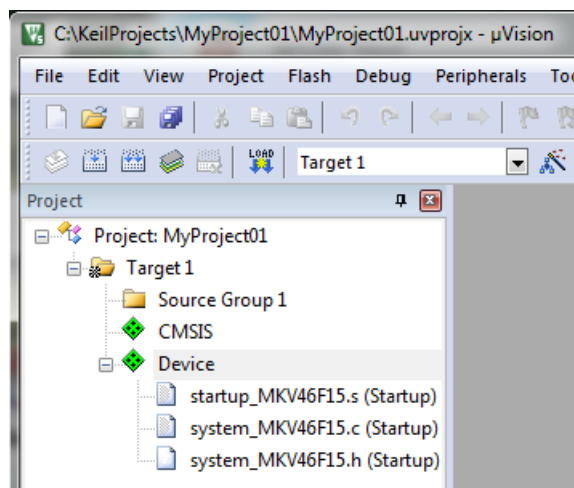 C:\KeilProjects\MyProject01\MyProject01.uvprojx - µVision
File Edit View Project Flash Debug Peripherals
LOAD Target 1
Project
Project: MyProject01
Target 1
Source Group 1
CMSIS
Device
startup_MKV46F15.s (Startup)
system_MKV46F15.c (Startup)
system_MKV46F15.h (Startup)